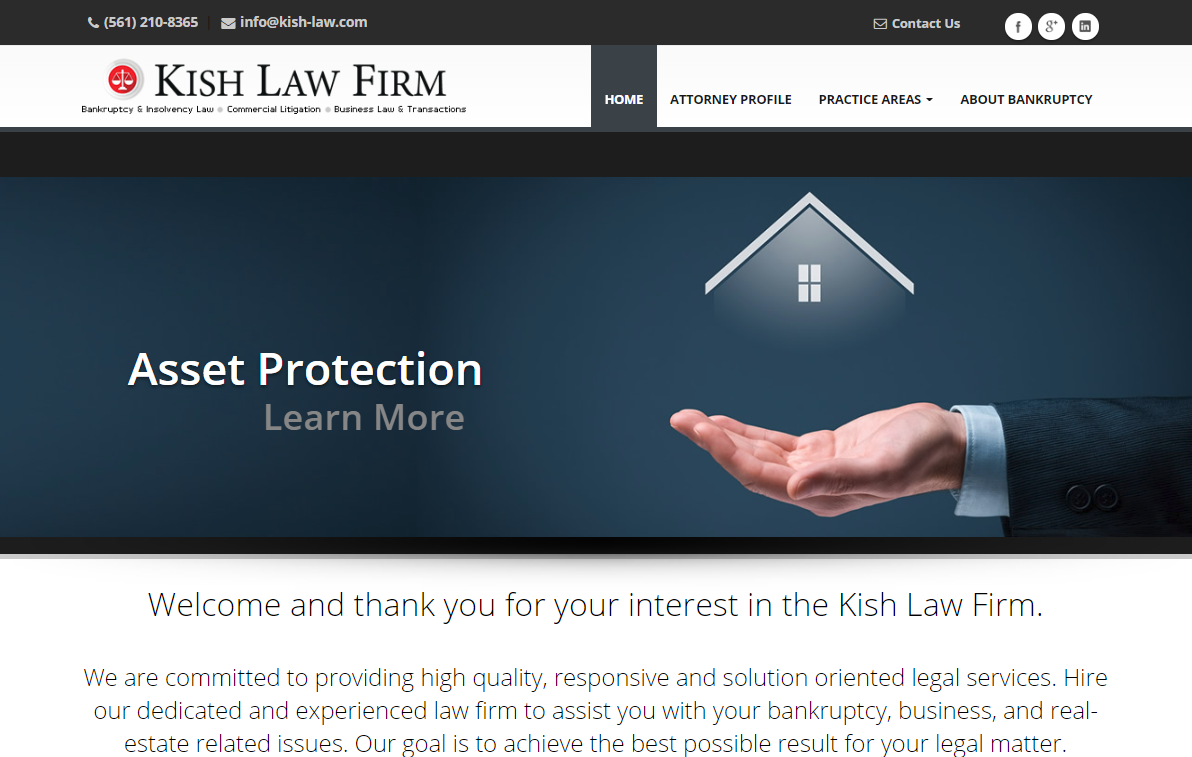 (561) 210-8365 info@kish-law.com Contact Us
KISH LAW FIRM
Bankruptcy & Insolvency Law Commercial Litigation Business Law & Transactions
HOME ATTORNEY PROFILE PRACTICE AREAS ABOUT BANKRUPTCY
Asset Protection
Learn More
Welcome and thank you for your interest in the Kish Law Firm.
We are committed to providing high quality, responsive and solution oriented legal services. Hire
our dedicated and experienced law firm to assist you with your bankruptcy, business, and real-
estate related issues. Our goal is to achieve the best possible result for your legal matter.